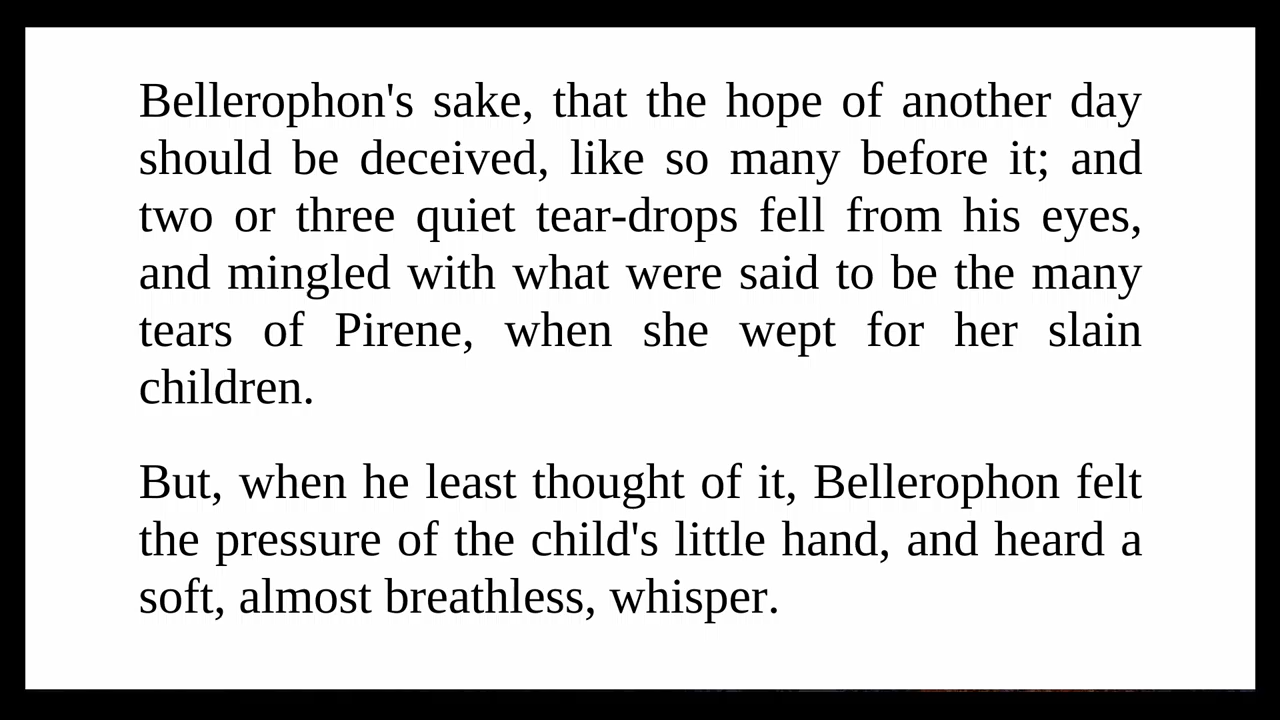 Bellerophon's sake, that the hope of another day
should be deceived, like so many before it; and
two or three quiet tear-drops fell from his eyes,
and mingled with what were said to be the many
tears of Pirene, when she wept for her slain
children.
But, when he least thought of it, Bellerophon felt
the pressure of the child's little hand, and heard a
soft, almost breathless, whisper.